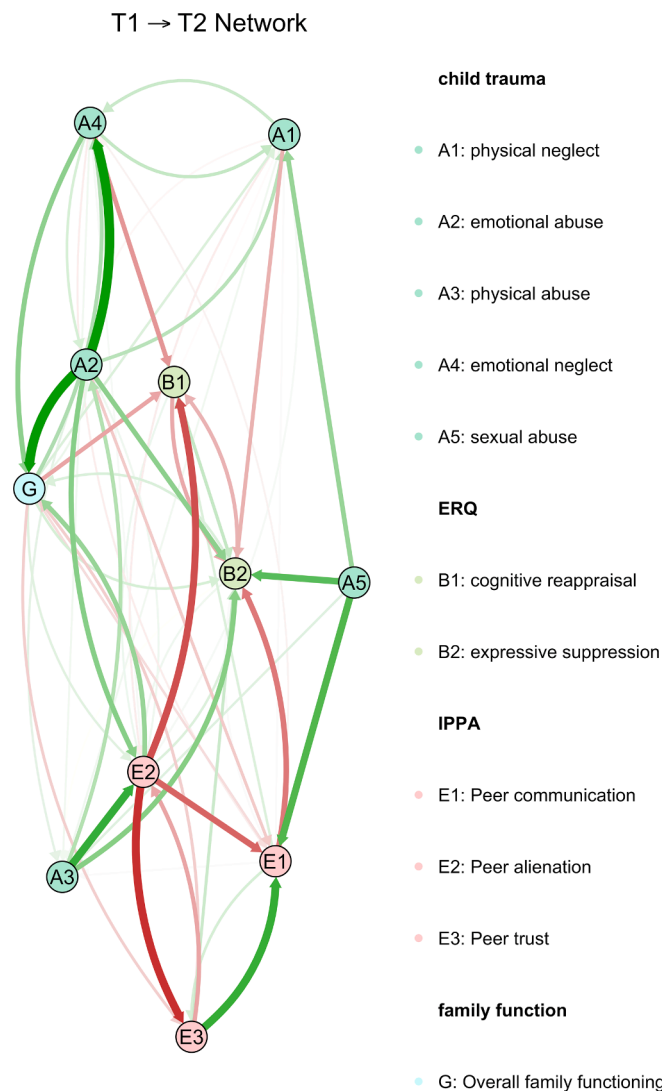 T1 → T2 Network
A4
A1
A2
B1
G
B2
A5
E2
E1
A3
E3
child trauma
A1: physical neglect
A2: emotional abuse
A3: physical abuse
A4: emotional neglect
A5: sexual abuse
ERQ
B1: cognitive reappraisal
B2: expressive suppression
IPPA
E1: Peer communication
E2: Peer alienation
E3: Peer trust
family function
G: Overall family functioning